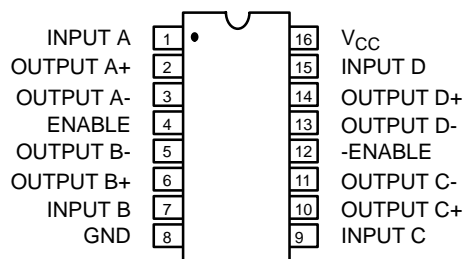 INPUT A 1 16 VCC
OUTPUT A+ 2 15 INPUT D
OUTPUT A- 3 14 OUTPUT D+
ENABLE 4 13 OUTPUT D-
OUTPUT B- 5 12 -ENABLE
OUTPUT B+ 6 11 OUTPUT C-
INPUT B 7 10 OUTPUT C+
GND 8 9 INPUT C